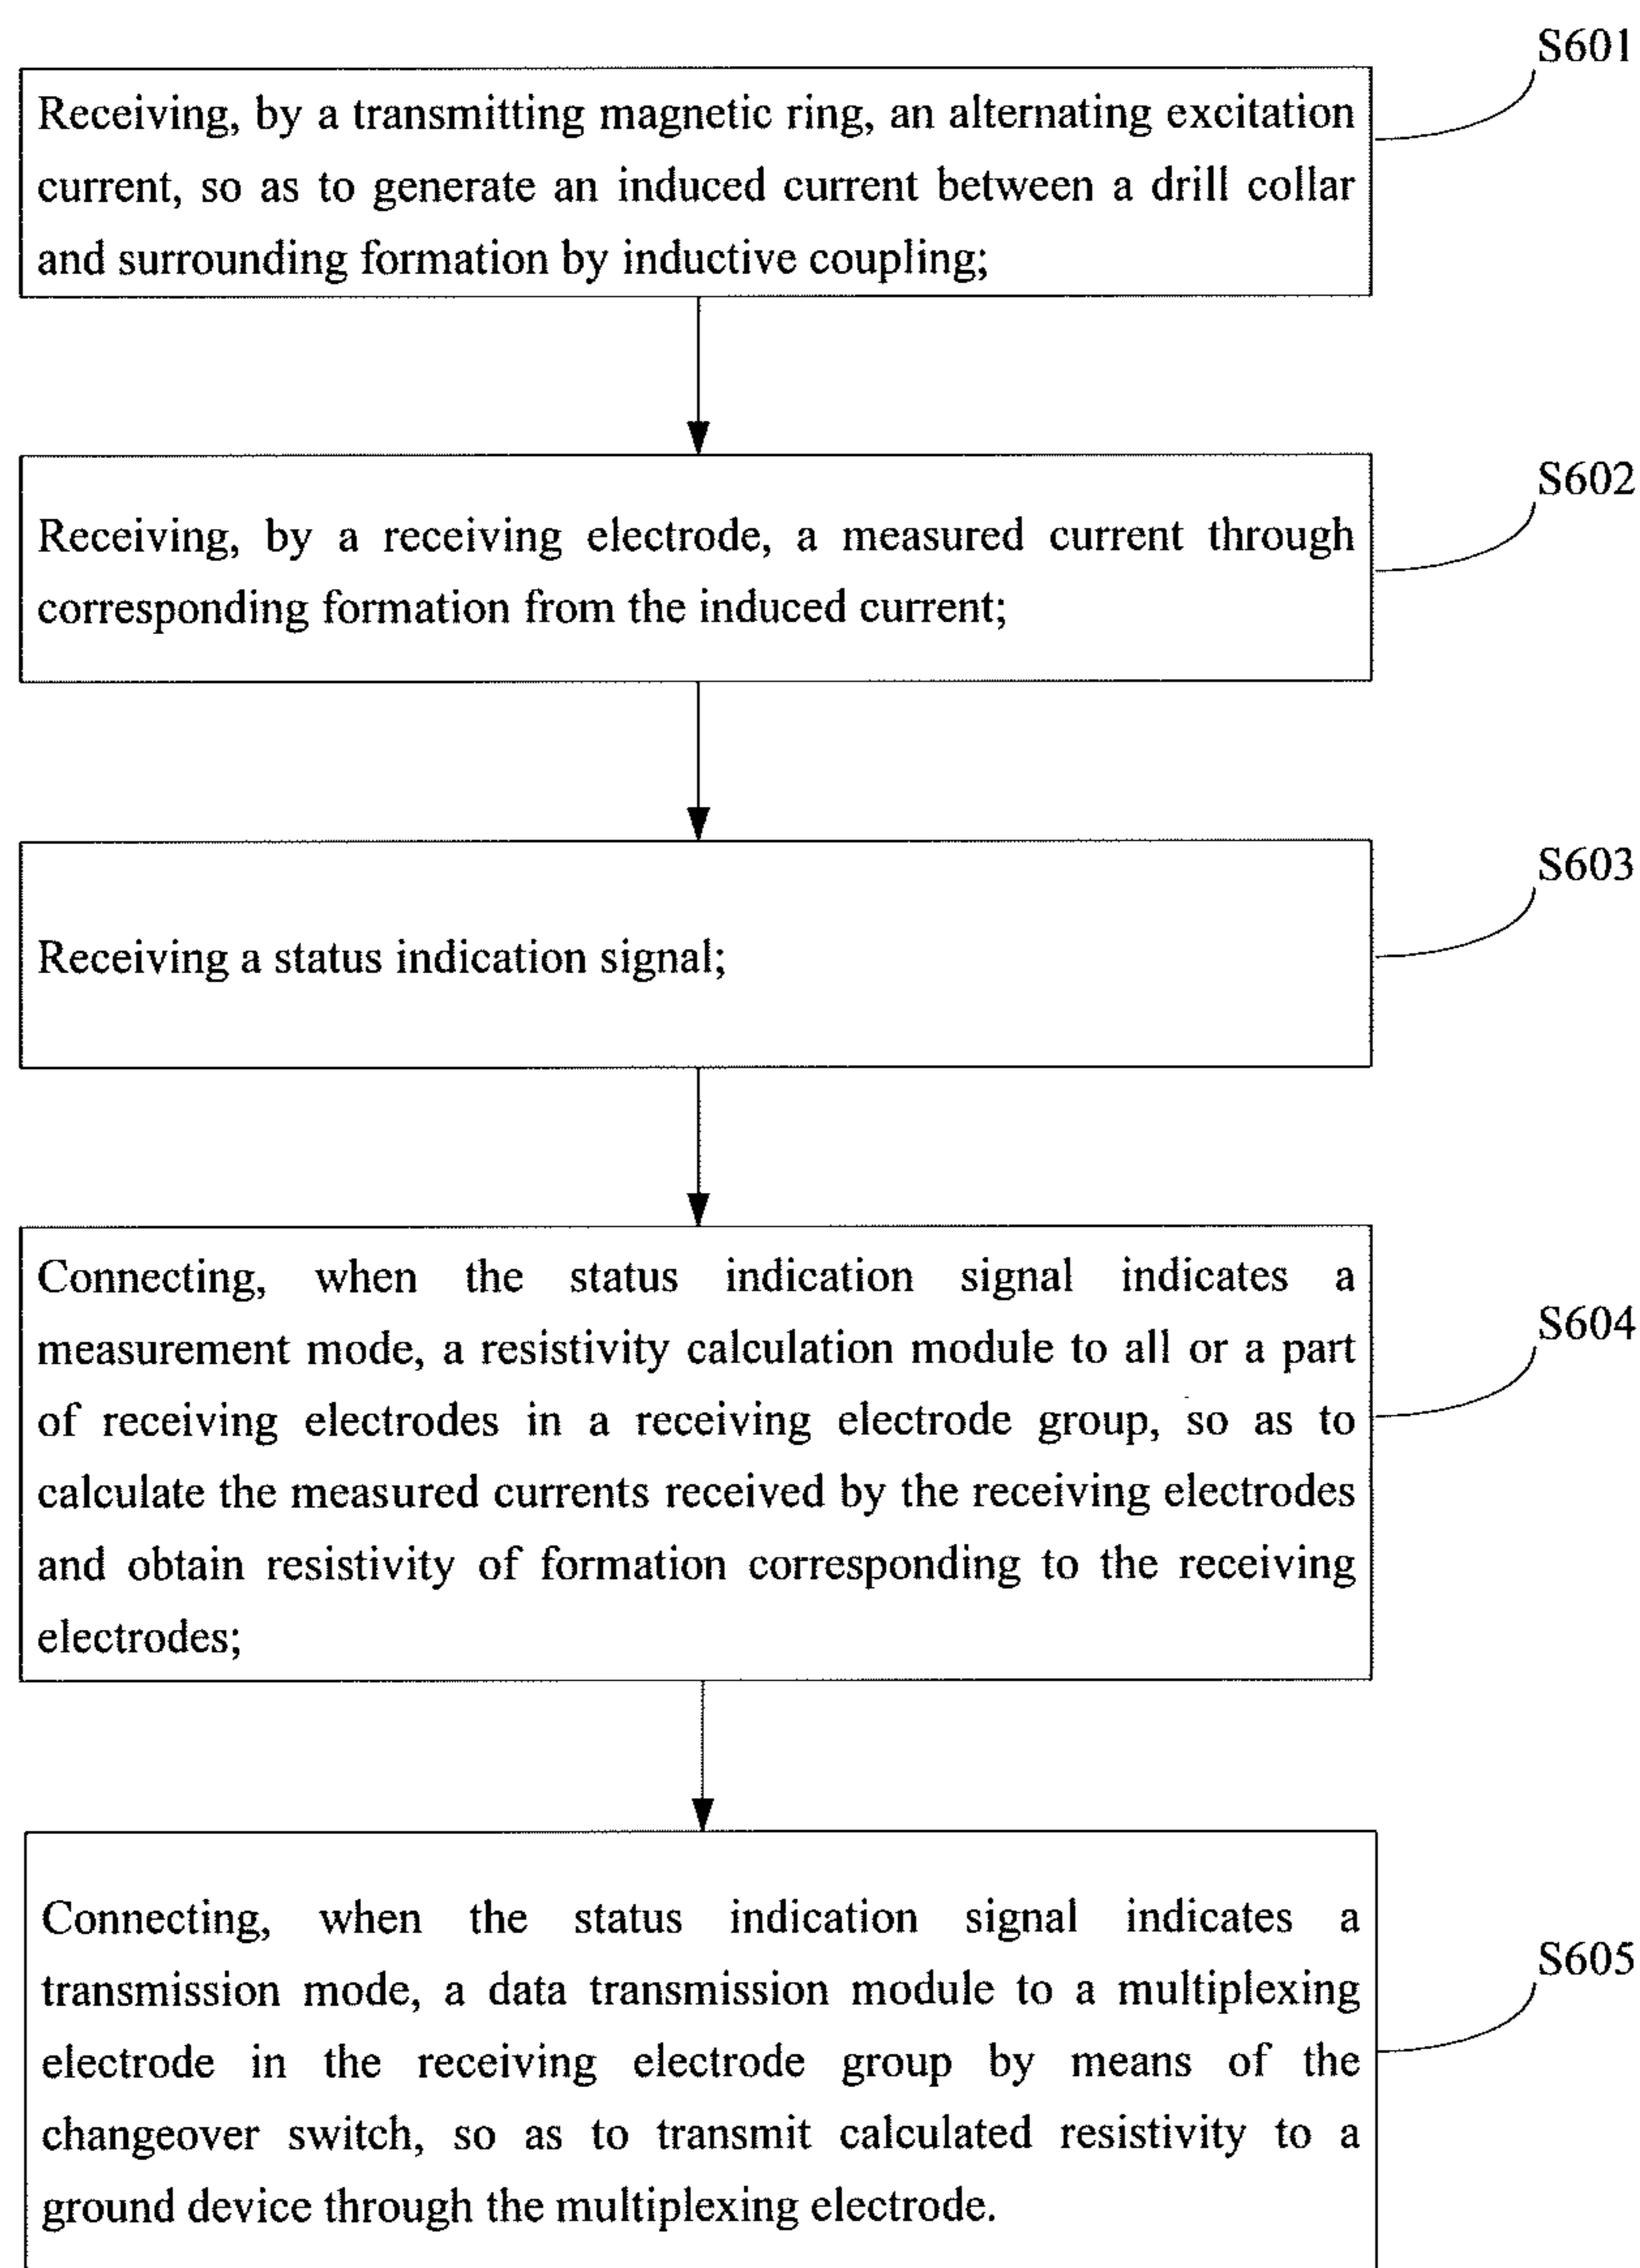 S601
Receiving, by a transmitting magnetic ring, an alternating excitation
current, so as to generate an induced current between a drill collar
and surrounding formation by inductive coupling;
S602
Receiving, by a receiving electrode, a measured current through
corresponding formation from the induced current;
S603
Receiving a status indication signal;
S604
Connecting, when the status indication signal indicates a
measurement mode, a resistivity calculation module to all or a part
of receiving electrodes in a receiving electrode group, so as to
calculate the measured currents received by the receiving electrodes
and obtain resistivity of formation corresponding to the receiving
electrodes;
S605
Connecting, when the status indication signal indicates a
transmission mode, a data transmission module to a multiplexing
electrode in the receiving electrode group by means of the
changeover switch, so as to transmit calculated resistivity to a
ground device through the multiplexing electrode.